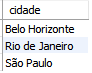 cidade
Belo Horizonte
Rio de Janeiro
São Paulo